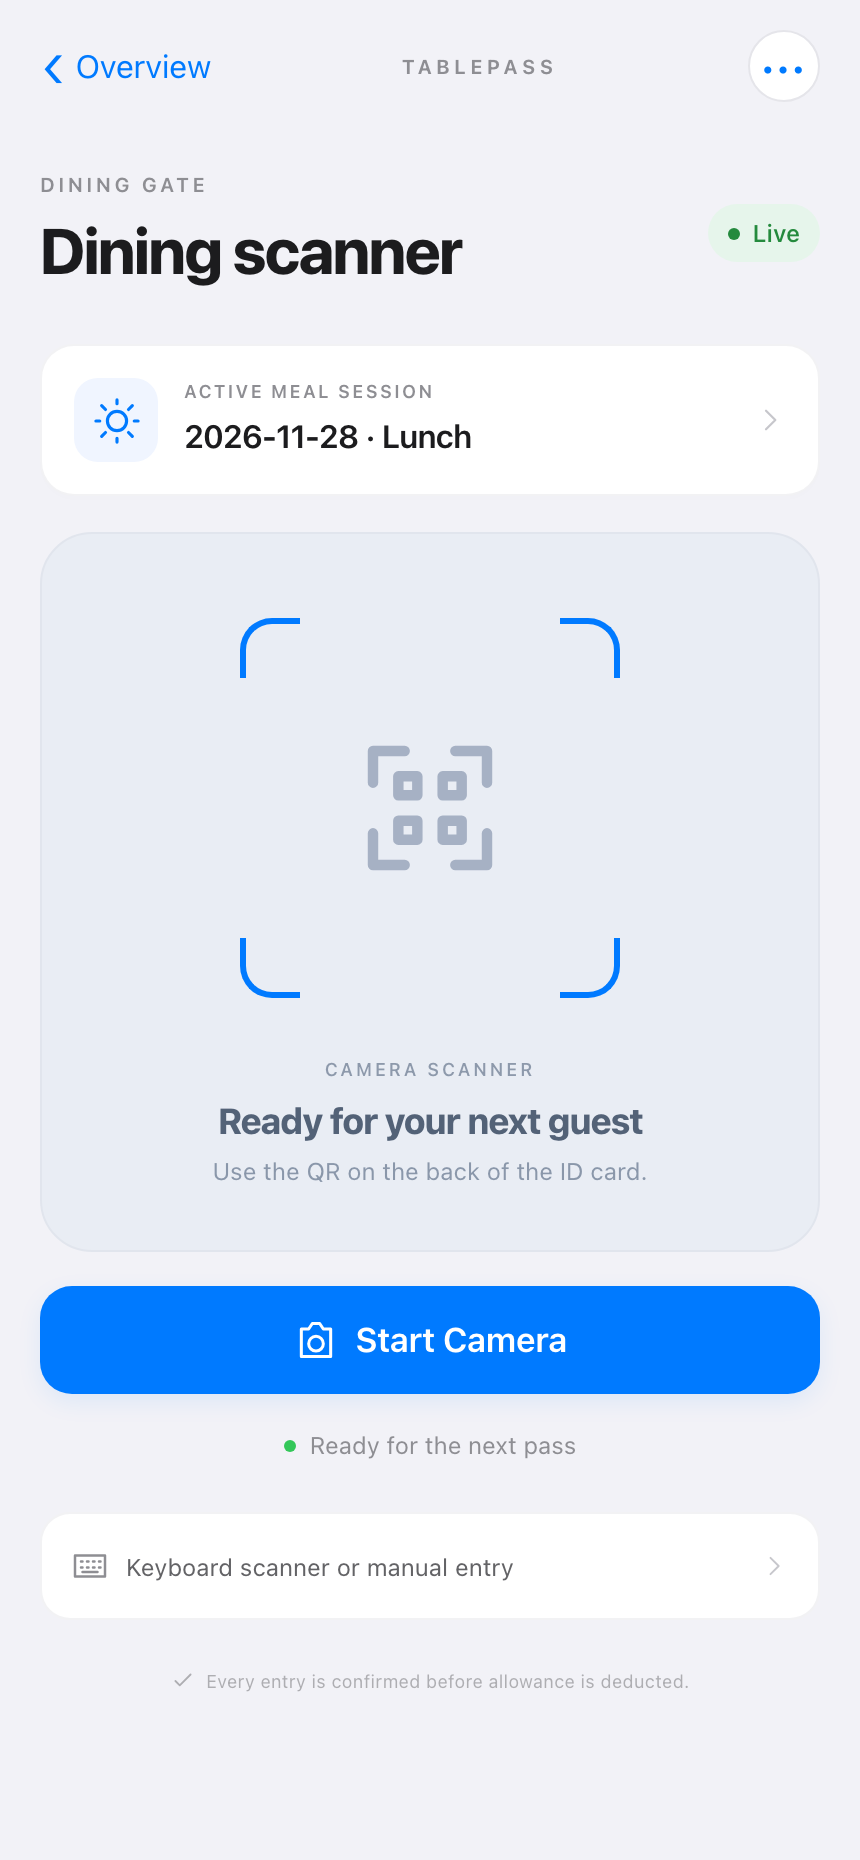 Overview
TABLEPASS
DINING GATE
Dining scanner
Live
ACTIVE MEAL SESSION
2026-11-28 · Lunch
CAMERA SCANNER
Ready for your next guest
Use the QR on the back of the ID card.
Start Camera
Ready for the next pass
Keyboard scanner or manual entry
Every entry is confirmed before allowance is deducted.